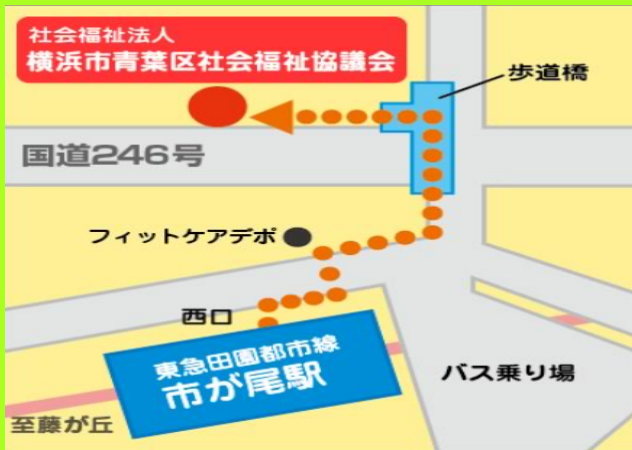 社会福祉法人
横浜市青葉区社会福祉協議会
歩道橋
国道246号
フィットケアデポ
西口
東急田園都市線
市が尾駅
バス乗り場
至藤が丘